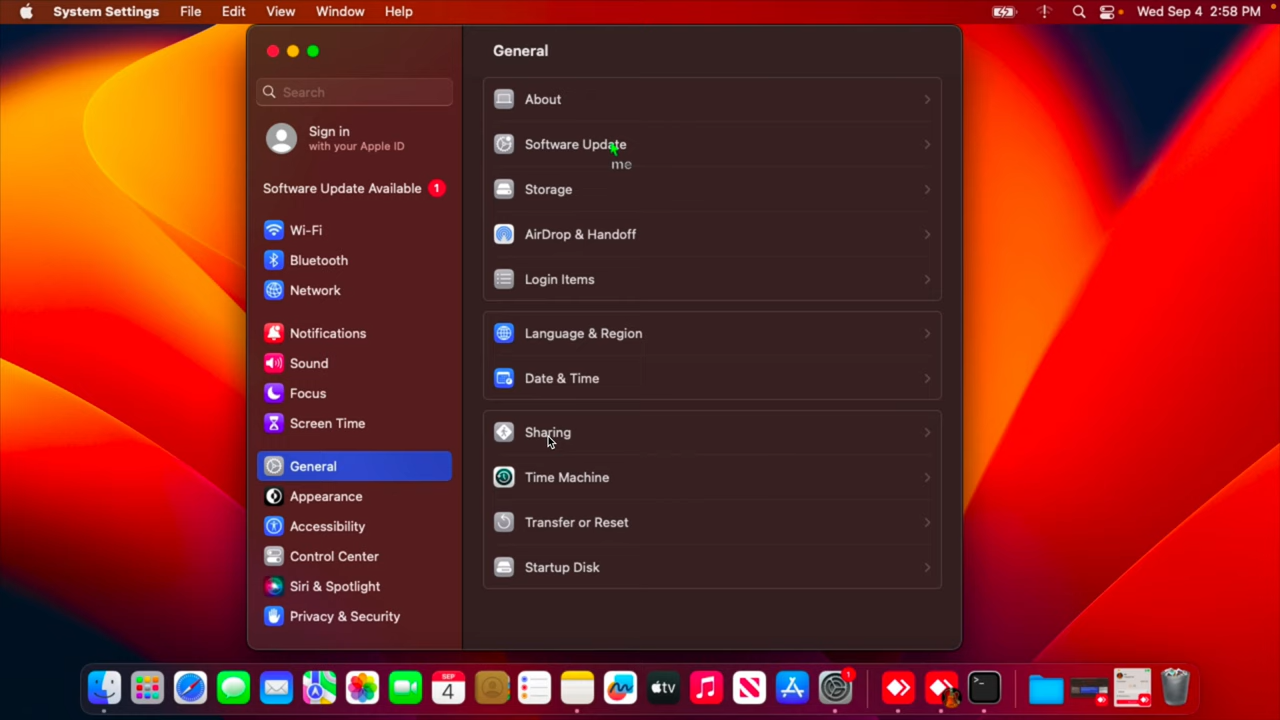 System Settings File Edit View Window Help Wed Sep 4 2:58 PM
General
Search
About
Sign in
with your Apple ID
Software Update
me
Software Update Available 1
Storage
Wi-Fi
AirDrop & Handoff
Bluetooth
Login Items
Network
Notifications
Language & Region
Sound
Date & Time
Focus
Screen Time
Sharing
General
Time Machine
Appearance
Transfer or Reset
Accessibility
Control Center
Startup Disk
Siri & Spotlight
Privacy & Security
SEP
4
tv
1